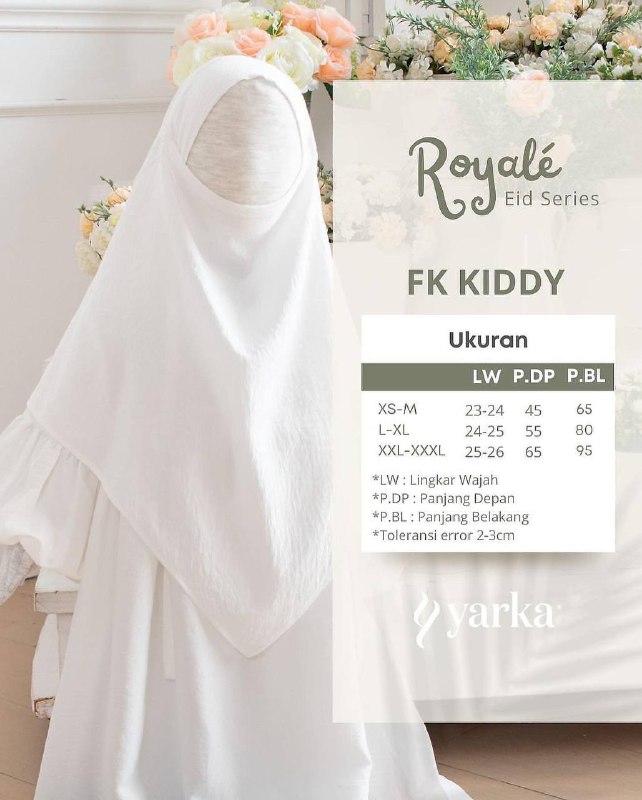 Royalé
Eid Series
FK KIDDY
Ukuran
LW P.DP P.BL
XS-M 23-24 45 65
L-XL 24-25 55 80
XXL-XXXL 25-26 65 95
*LW : Lingkar Wajah
*P.DP : Panjang Depan
*P.BL : Panjang Belakang
*Toleransi error 2-3cm
yarka